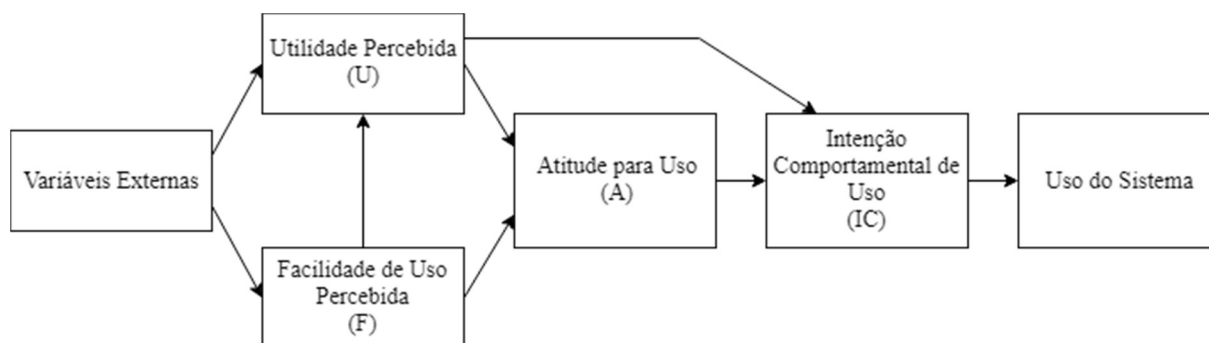 Utilidade Percebida
(U)
Variáveis Externas
Facilidade de Uso
Percebida
(F)
Atitude para Uso
(A)
Intenção
Comportamental de
Uso
(IC)
Uso do Sistema